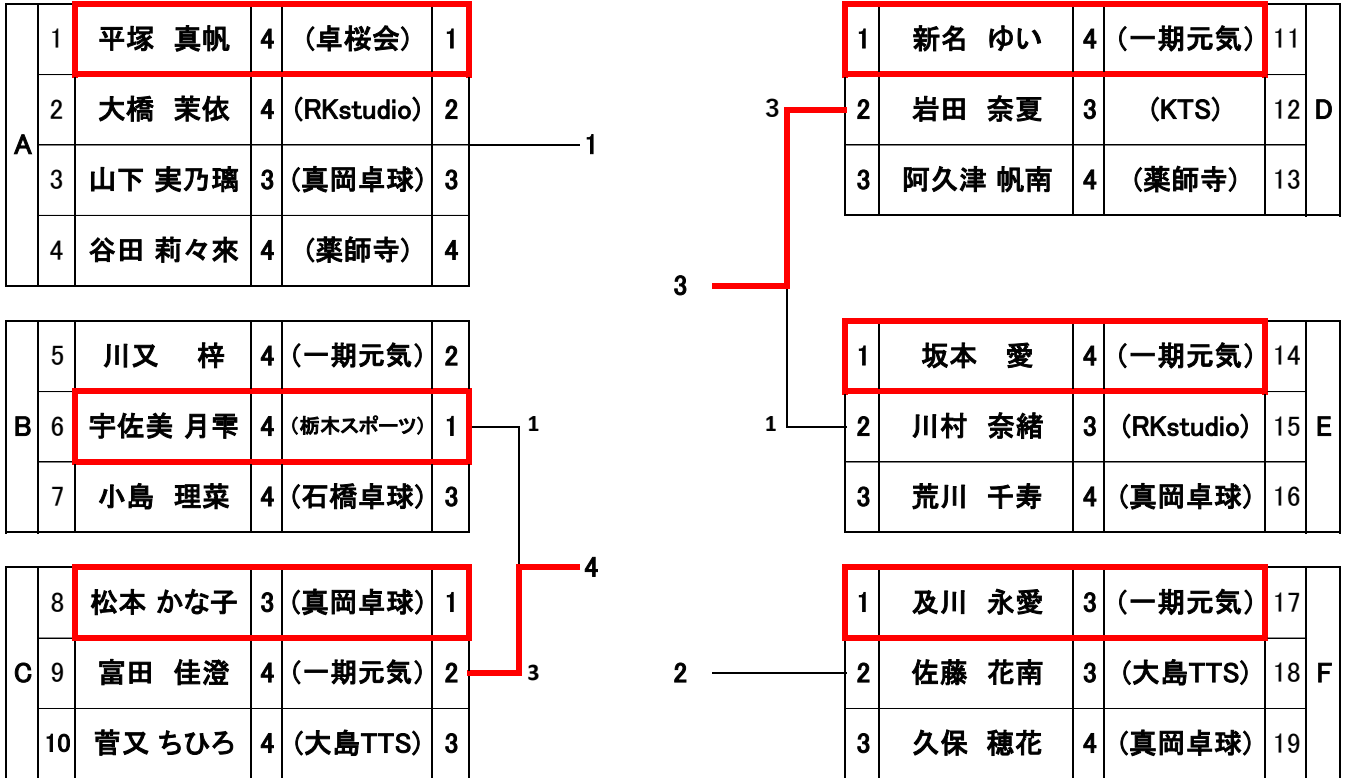 A
1 平塚 真帆 4 (卓桜会) 1
2 大橋 茉依 4 (RKstudio) 2
3 山下 実乃璃 3 (真岡卓球) 3
4 谷田 莉々來 4 (薬師寺) 4
1
B
5 川又 梓 4 (一期元気) 2
6 宇佐美 月雫 4 (栃木スポーツ) 1
7 小島 理菜 4 (石橋卓球) 3
1
4
C
8 松本 かな子 3 (真岡卓球) 1
9 富田 佳澄 4 (一期元気) 2
10 菅又 ちひろ 4 (大島TTS) 3
3
1 新名 ゆい 4 (一期元気) 11
2 岩田 奈夏 3 (KTS) 12
3 阿久津 帆南 4 (薬師寺) 13
D
3
3
1 坂本 愛 4 (一期元気) 14
2 川村 奈緒 3 (RKstudio) 15
3 荒川 千寿 4 (真岡卓球) 16
E
1
1 及川 永愛 3 (一期元気) 17
2 佐藤 花南 3 (大島TTS) 18
3 久保 穂花 4 (真岡卓球) 19
F
2